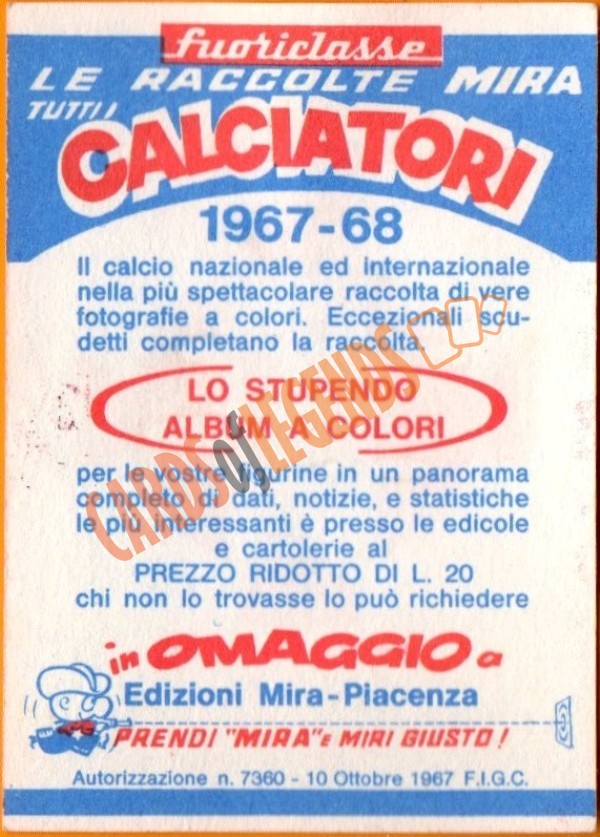 fuoriclasse
LE RACCOLTE MIRA
TUTTI I
CALCIATORI
1967-68
Il calcio nazionale ed internazionale
nella più spettacolare raccolta di vere
fotografie a colori. Eccezionali scu-
detti completano la raccolta.
LO STUPENDO
ALBUM A COLORI
per le vostre figurine in un panorama
completo di dati, notizie, e statistiche
le più interessanti è presso le edicole
e cartolerie al
PREZZO RIDOTTO DI L. 20
chi non lo trovasse lo può richiedere
in OMAGGIO a
Edizioni Mira-Piacenza
PRENDI "MIRA" E MIRI GIUSTO!
Autorizzazione n. 7360 - 10 Ottobre 1967 F.I.G.C.
CARDS of LEGENDS